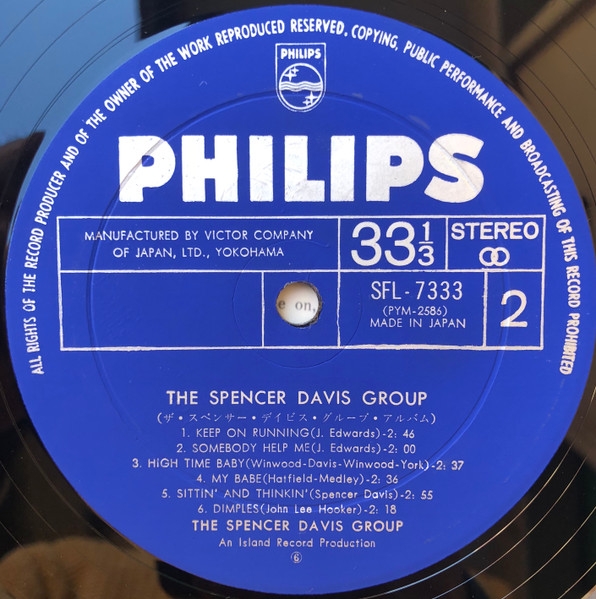 ALL RIGHTS OF THE RECORD PRODUCER AND OF THE OWNER OF THE WORK REPRODUCED RESERVED. COPYING, PUBLIC PERFORMANCE AND BROADCASTING OF THIS RECORD PROHIBITED
PHILIPS
PHILIPS
MANUFACTURED BY VICTOR COMPANY
OF JAPAN, LTD., YOKOHAMA
33 1/3
STEREO
SFL-7333
(PYM-2586)
MADE IN JAPAN
2
e on,
THE SPENCER DAVIS GROUP
(ザ・スペンサー・デイビス・グループ・アルバム)
1. KEEP ON RUNNING(J. Edwards)-2: 46
2. SOMEBODY HELP ME(J. Edwards)-2: 00
3. HIGH TIME BABY(Winwood-Davis-Winwood-York)-2: 37
4. MY BABE(Hatfield-Medley)-2: 36
5. SITTIN' AND THINKIN'(Spencer Davis)-2: 55
6. DIMPLES(John Lee Hooker)-2: 18
THE SPENCER DAVIS GROUP
An Island Record Production
⑥